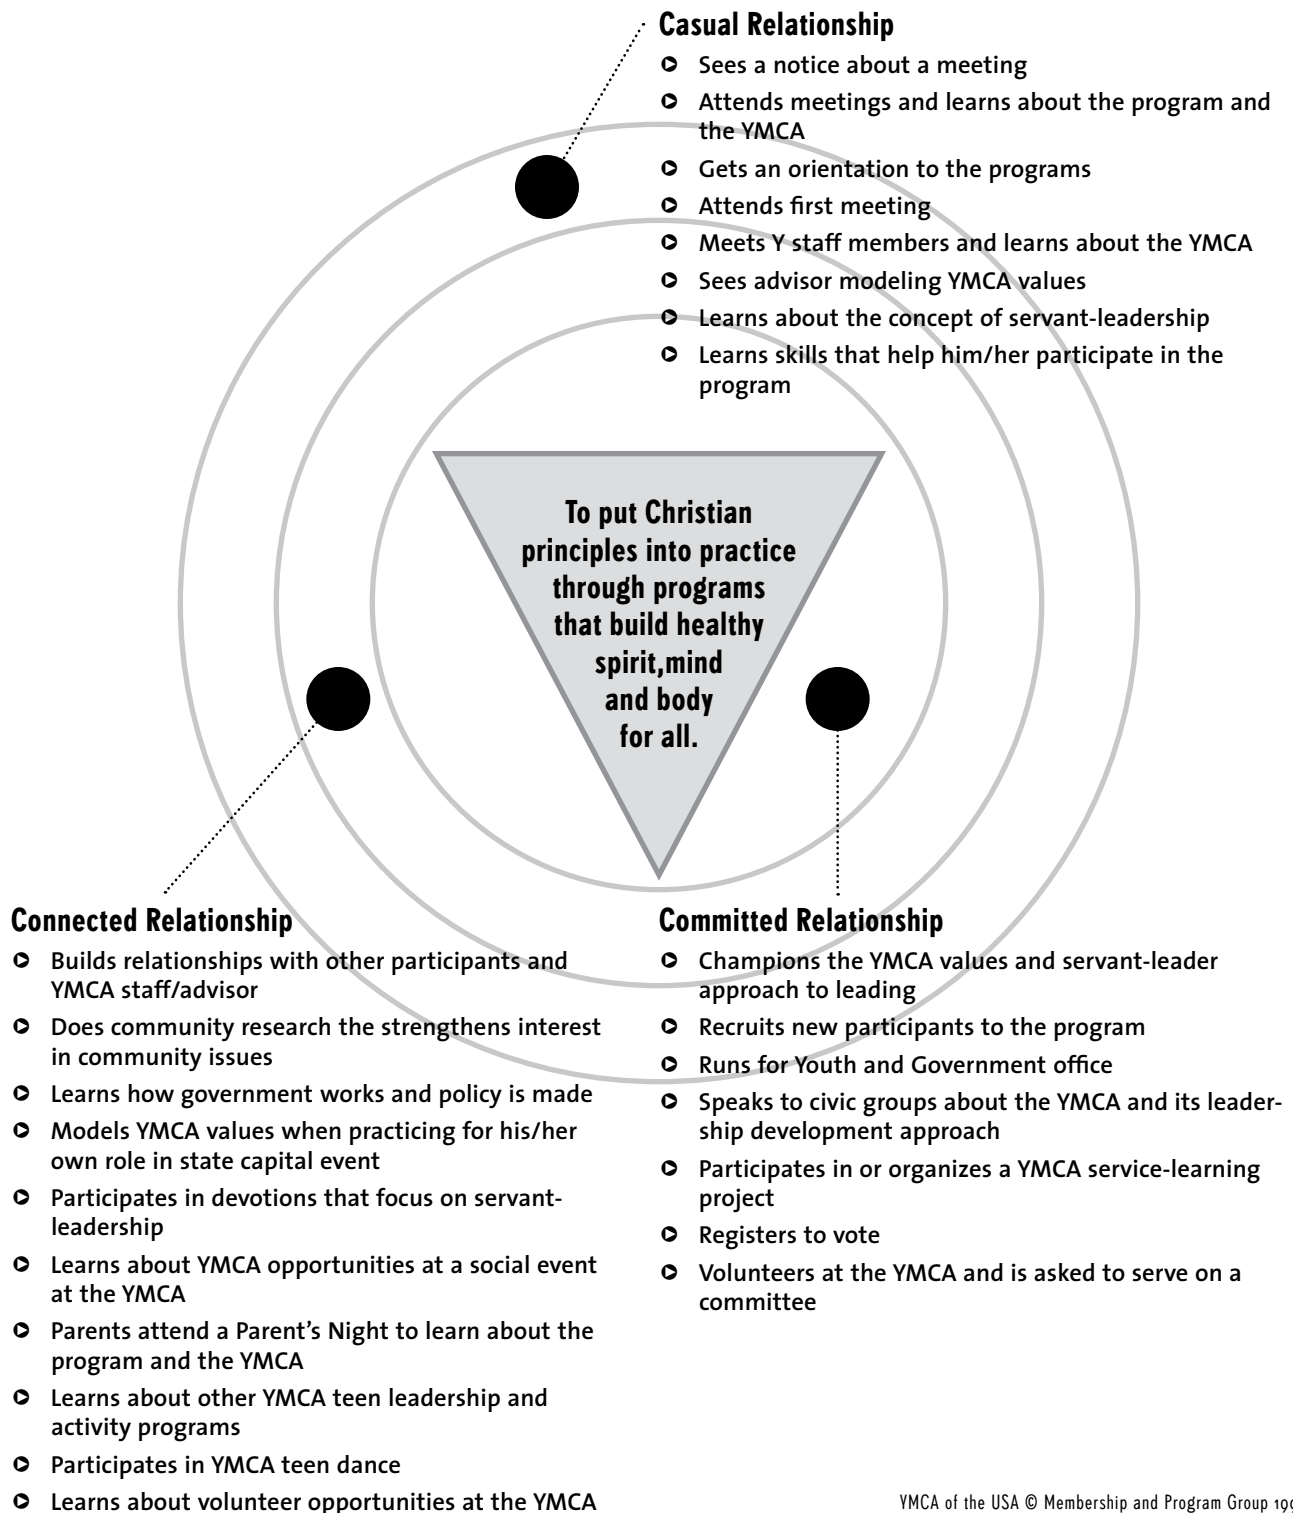 Casual Relationship
Sees a notice about a meeting
Attends meetings and learns about the program and
the YMCA
Gets an orientation to the programs
Attends first meeting
Meets Y staff members and learns about the YMCA
Sees advisor modeling YMCA values
Learns about the concept of servant-leadership
Learns skills that help him/her participate in the
program
To put Christian
principles into practice
through programs
that build healthy
spirit,mind
and body
for all.
Connected Relationship
Builds relationships with other participants and
YMCA staff/advisor
Does community research the strengthens interest
in community issues
Learns how government works and policy is made
Models YMCA values when practicing for his/her
own role in state capital event
Participates in devotions that focus on servant-
leadership
Learns about YMCA opportunities at a social event
at the YMCA
Parents attend a Parent’s Night to learn about the
program and the YMCA
Learns about other YMCA teen leadership and
activity programs
Participates in YMCA teen dance
Learns about volunteer opportunities at the YMCA
Committed Relationship
Champions the YMCA values and servant-leader
approach to leading
Recruits new participants to the program
Runs for Youth and Government office
Speaks to civic groups about the YMCA and its leader-
ship development approach
Participates in or organizes a YMCA service-learning
project
Registers to vote
Volunteers at the YMCA and is asked to serve on a
committee
YMCA of the USA © Membership and Program Group